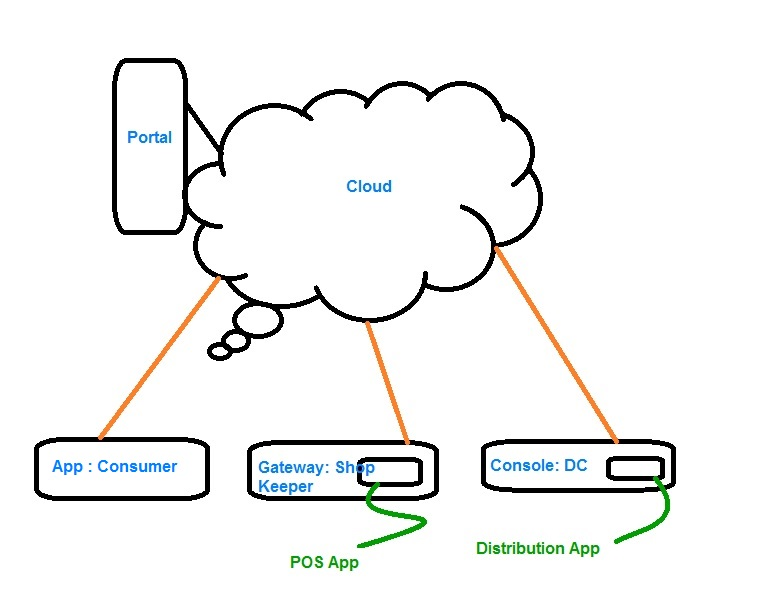 Portal
Cloud
App : Consumer
Gateway: Shop
Keeper
Console: DC
POS App
Distribution App